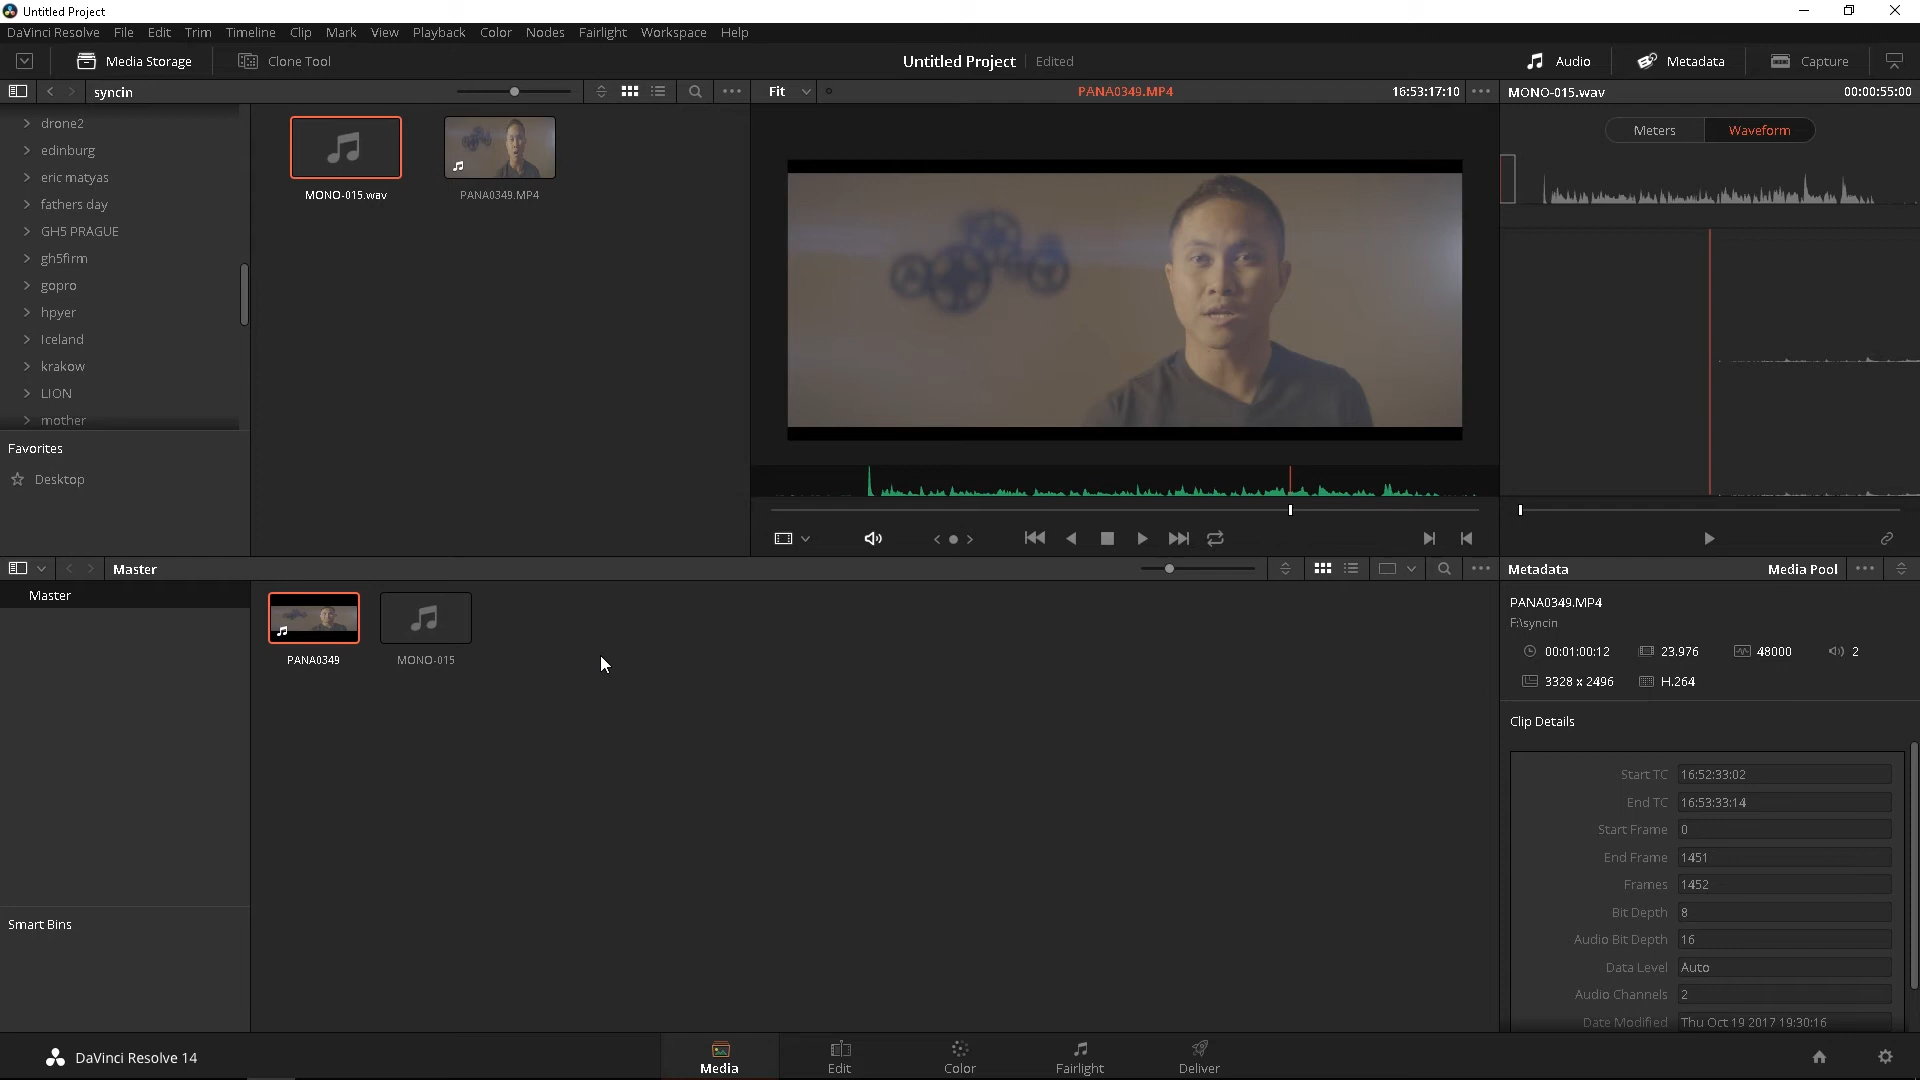 Untitled Project
DaVinci Resolve File Edit Trim Timeline Clip Mark View Playback Color Nodes Fairlight Workspace Help
Media Storage Clone Tool Untitled Project Edited Audio Metadata Capture
syncin Fit PANA0349.MP4 16:53:17:10 MONO-015.wav 00:00:55:00
Meters Waveform
drone2
edinburg
eric matyas
fathers day
GH5 PRAGUE
gh5firm
gopro
hpyer
Iceland
krakow
LION
mother
MONO-015.wav PANA0349.MP4
Favorites
Desktop
Master Metadata Media Pool
Master
PANA0349 MONO-015
Smart Bins
PANA0349.MP4
F:\syncin
00:01:00:12 23.976 48000 2
3328 x 2496 H.264
Clip Details
Start TC 16:52:33:02
End TC 16:53:33:14
Start Frame 0
End Frame 1451
Frames 1452
Bit Depth 8
Audio Bit Depth 16
Data Level Auto
Audio Channels 2
Date Modified Thu Oct 19 2017 19:30:16
DaVinci Resolve 14 Media Edit Color Fairlight Deliver